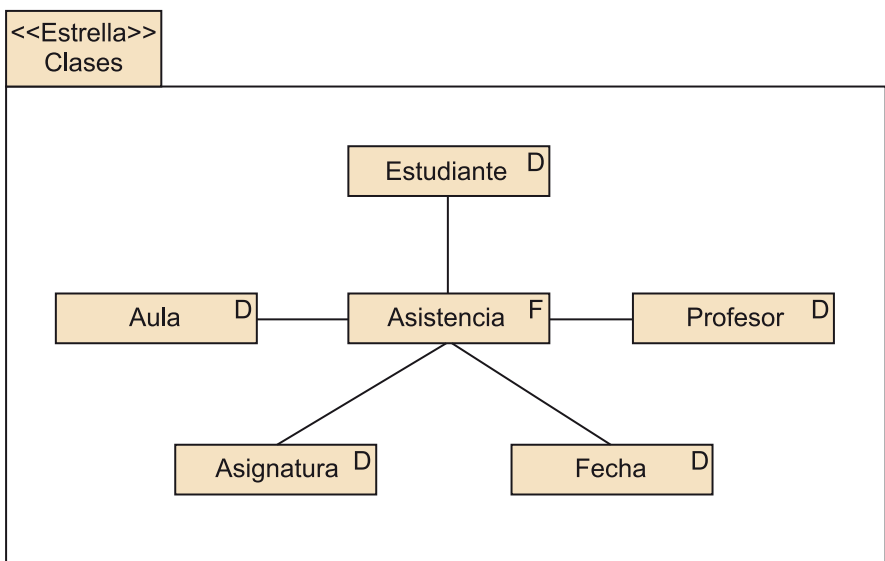 <<Estrella>>
Clases
Estudiante D
Aula D
Asistencia F
Profesor D
Asignatura D
Fecha D